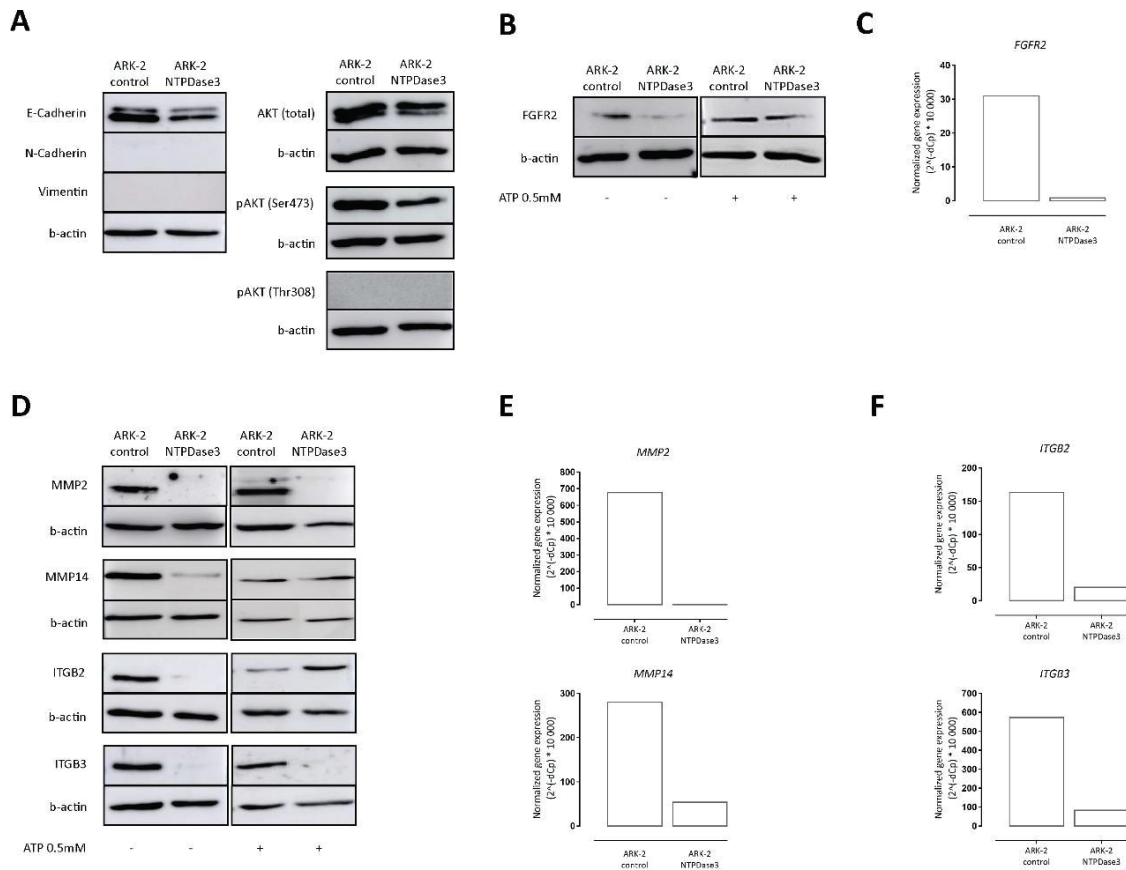 A
ARK-2 control
ARK-2 NTPDase3
E-Cadherin
N-Cadherin
Vimentin
b-actin
ARK-2 control
ARK-2 NTPDase3
AKT (total)
b-actin
pAKT (Ser473)
b-actin
pAKT (Thr308)
b-actin
B
ARK-2 control
ARK-2 NTPDase3
ARK-2 control
ARK-2 NTPDase3
FGFR2
b-actin
ATP 0.5mM - - + +
C
FGFR2
Normalized gene expression
(2^(-dCp) * 10 000)
40
30
20
10
0
ARK-2 control
ARK-2 NTPDase3
D
ARK-2 control
ARK-2 NTPDase3
ARK-2 control
ARK-2 NTPDase3
MMP2
b-actin
MMP14
b-actin
ITGB2
b-actin
ITGB3
b-actin
ATP 0.5mM - - + +
E
MMP2
Normalized gene expression
(2^(-dCp) * 10 000)
800
700
600
500
400
300
200
100
0
ARK-2 control
ARK-2 NTPDase3
MMP14
Normalized gene expression
(2^(-dCp) * 10 000)
300
200
100
0
ARK-2 control
ARK-2 NTPDase3
F
ITGB2
Normalized gene expression
(2^(-dCp) * 10 000)
200
150
100
50
0
ARK-2 control
ARK-2 NTPDase3
ITGB3
Normalized gene expression
(2^(-dCp) * 10 000)
700
600
500
400
300
200
100
0
ARK-2 control
ARK-2 NTPDase3